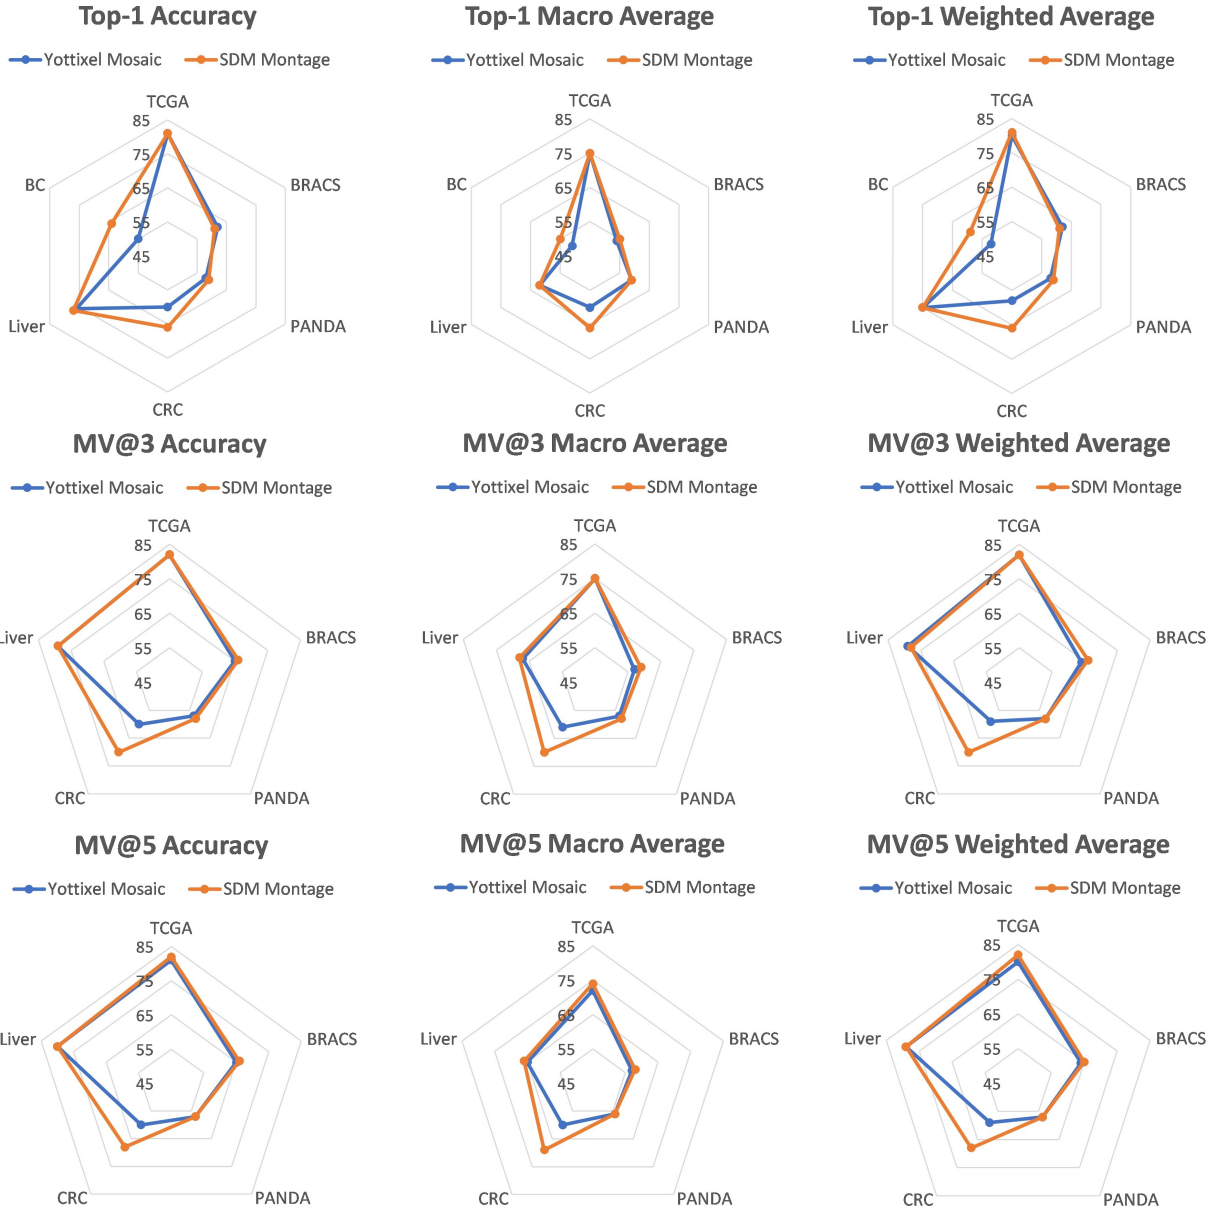 Top-1 Accuracy
Top-1 Macro Average
Top-1 Weighted Average
Yottixel Mosaic
SDM Montage
Yottixel Mosaic
SDM Montage
Yottixel Mosaic
SDM Montage
TCGA
85
75
65
55
45
BC
BRACS
Liver
PANDA
CRC
TCGA
85
75
65
55
45
BC
BRACS
Liver
PANDA
CRC
TCGA
85
75
65
55
45
BC
BRACS
Liver
PANDA
CRC
MV@3 Accuracy
MV@3 Macro Average
MV@3 Weighted Average
Yottixel Mosaic
SDM Montage
Yottixel Mosaic
SDM Montage
Yottixel Mosaic
SDM Montage
TCGA
85
75
65
55
45
Liver
BRACS
CRC
PANDA
TCGA
85
75
65
55
45
Liver
BRACS
CRC
PANDA
TCGA
85
75
65
55
45
Liver
BRACS
CRC
PANDA
MV@5 Accuracy
MV@5 Macro Average
MV@5 Weighted Average
Yottixel Mosaic
SDM Montage
Yottixel Mosaic
SDM Montage
Yottixel Mosaic
SDM Montage
TCGA
85
75
65
55
45
Liver
BRACS
CRC
PANDA
TCGA
85
75
65
55
45
Liver
BRACS
CRC
PANDA
TCGA
85
75
65
55
45
Liver
BRACS
CRC
PANDA